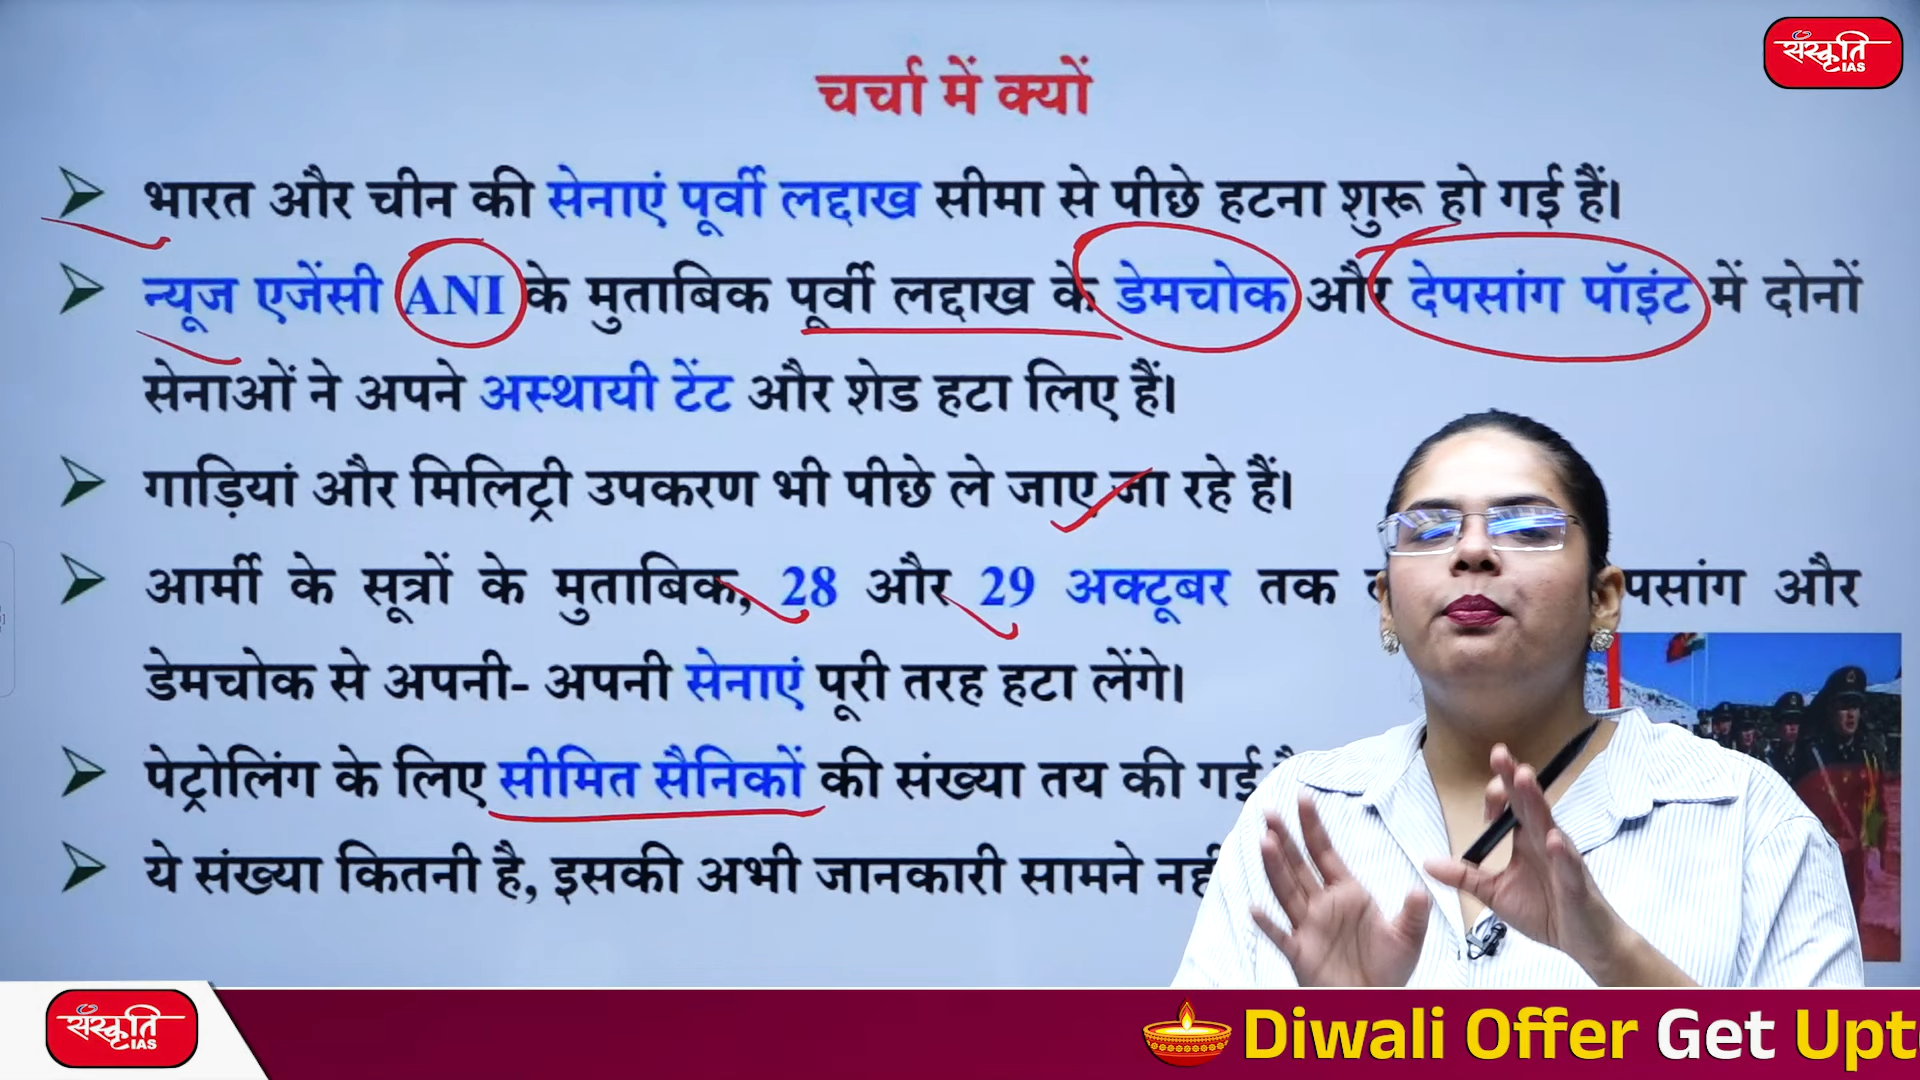 संस्कृति
IAS
चर्चा में क्यों
भारत और चीन की सेनाएं पूर्वी लद्दाख सीमा से पीछे हटना शुरू हो गई हैं।
न्यूज एजेंसी ANI के मुताबिक पूर्वी लद्दाख के डेमचोक और देपसांग पॉइंट में दोनों
सेनाओं ने अपने अस्थायी टेंट और शेड हटा लिए हैं।
गाड़ियां और मिलिट्री उपकरण भी पीछे ले जाए जा रहे हैं।
आर्मी के सूत्रों के मुताबिक, 28 और 29 अक्टूबर तक पसांग और
डेमचोक से अपनी- अपनी सेनाएं पूरी तरह हटा लेंगे।
पेट्रोलिंग के लिए सीमित सैनिकों की संख्या तय की गई
ये संख्या कितनी है, इसकी अभी जानकारी सामने नहीं
संस्कृति
IAS
Diwali Offer Get Upt